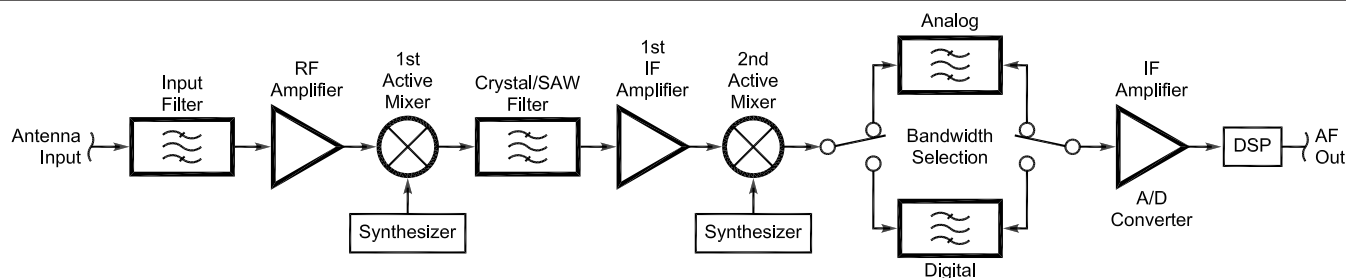 Antenna
Input
Input
Filter
RF
Amplifier
1st
Active
Mixer
Synthesizer
Crystal/SAW
Filter
1st
IF
Amplifier
2nd
Active
Mixer
Synthesizer
Analog
Bandwidth
Selection
Digital
IF
Amplifier
A/D
Converter
DSP
AF
Out